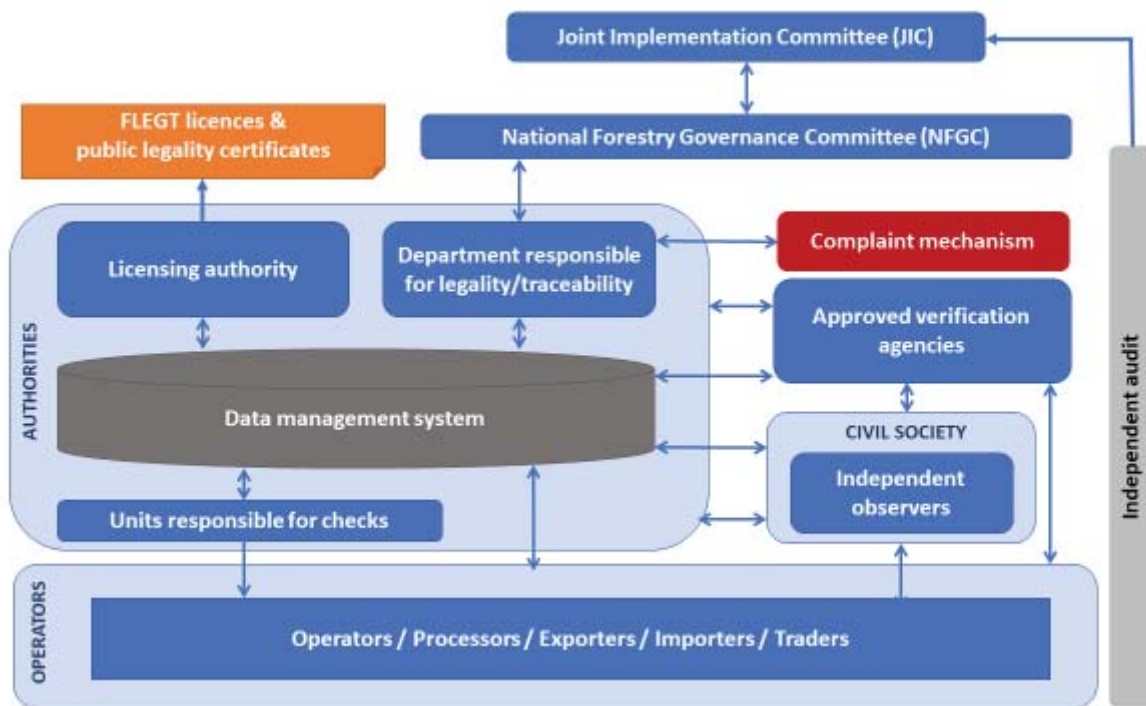 Joint Implementation Committee (JIC)
FLEGT licences &
public legality certificates
National Forestry Governance Committee (NFGC)
Licensing authority
Department responsible
for legality/traceability
Complaint mechanism
Approved verification
agencies
AUTHORITIES
Data management system
CIVIL SOCIETY
Independent
observers
Units responsible for checks
Independent audit
OPERATORS
Operators / Processors / Exporters / Importers / Traders